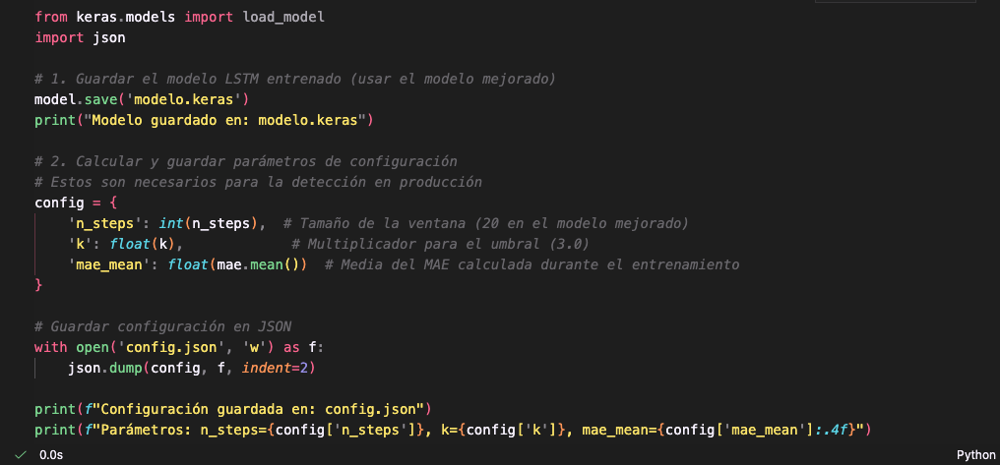 from keras.models import load_model
import json

# 1. Guardar el modelo LSTM entrenado (usar el modelo mejorado)
model.save('modelo.keras')
print("Modelo guardado en: modelo.keras")

# 2. Calcular y guardar parámetros de configuración
# Estos son necesarios para la detección en producción
config = {
    'n_steps': int(n_steps),  # Tamaño de la ventana (20 en el modelo mejorado)
    'k': float(k),             # Multiplicador para el umbral (3.0)
    'mae_mean': float(mae.mean())  # Media del MAE calculada durante el entrenamiento
}

# Guardar configuración en JSON
with open('config.json', 'w') as f:
    json.dump(config, f, indent=2)

print(f"Configuración guardada en: config.json")
print(f"Parámetros: n_steps={config['n_steps']}, k={config['k']}, mae_mean={config['mae_mean']:.4f}")
✓ 0.0s
Python